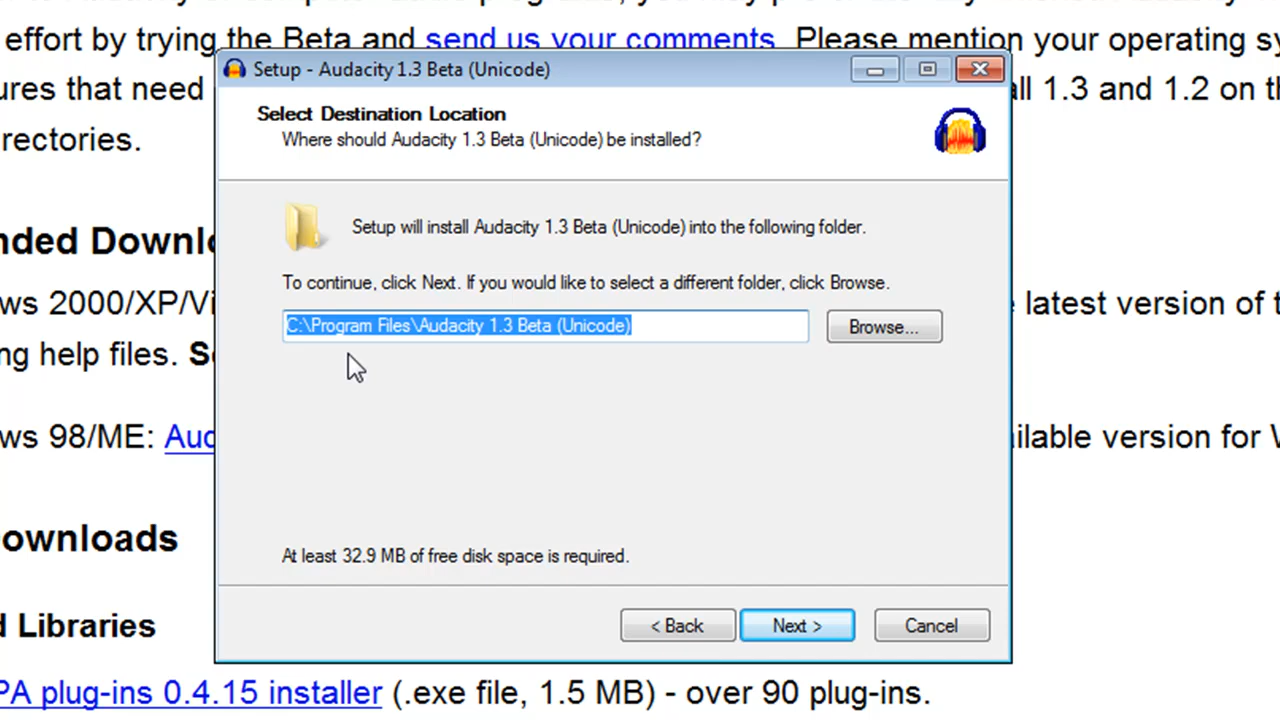 effort by trying the Beta and send us your comments. Please mention your operating sy
Setup - Audacity 1.3 Beta (Unicode)
ures that need
all 1.3 and 1.2 on th
Select Destination Location
Where should Audacity 1.3 Beta (Unicode) be installed?
rectories.
Setup will install Audacity 1.3 Beta (Unicode) into the following folder.
nded Downlo
To continue, click Next. If you would like to select a different folder, click Browse.
ws 2000/XP/Vi
latest version of t
C:\Program Files\Audacity 1.3 Beta (Unicode)
Browse...
ng help files. Se
ws 98/ME: Aud
ilable version for W
ownloads
At least 32.9 MB of free disk space is required.
d Libraries
< Back
Next >
Cancel
PA plug-ins 0.4.15 installer (.exe file, 1.5 MB) - over 90 plug-ins.